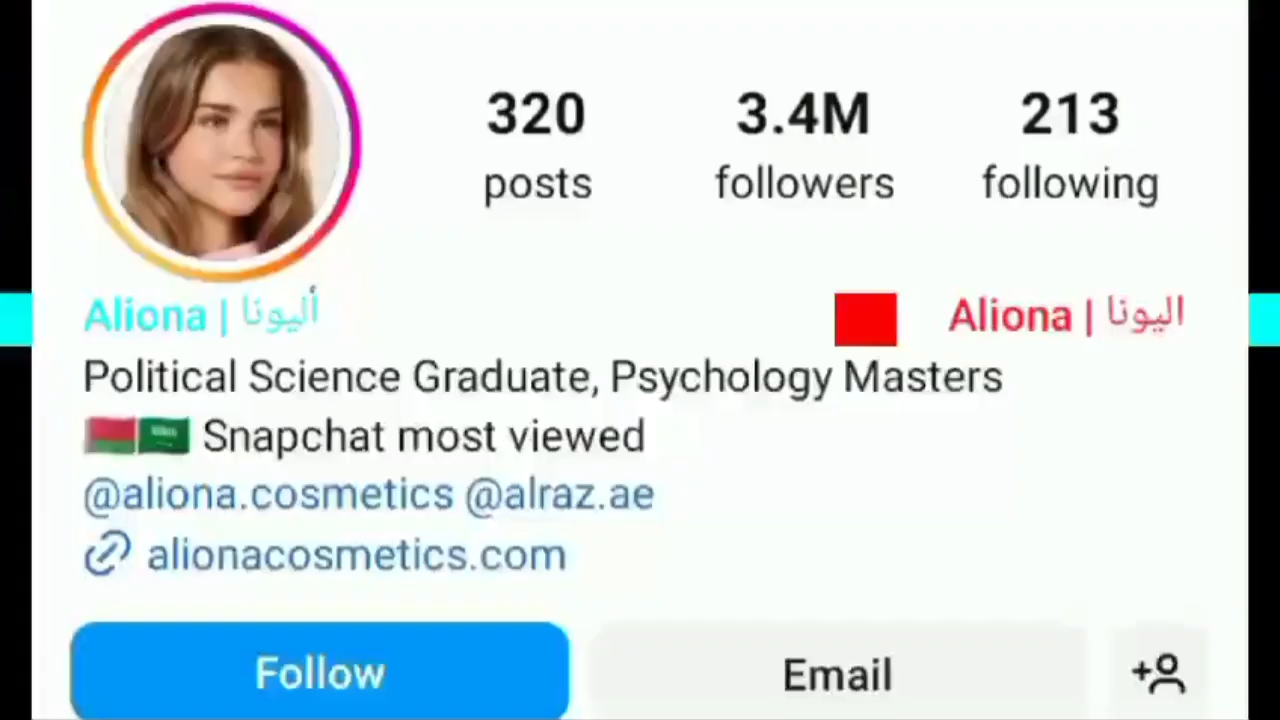 320 3.4M 213
posts followers following
Aliona | أليونا Aliona | اليونا
Political Science Graduate, Psychology Masters
Snapchat most viewed
@aliona.cosmetics @alraz.ae
alionacosmetics.com
Follow Email